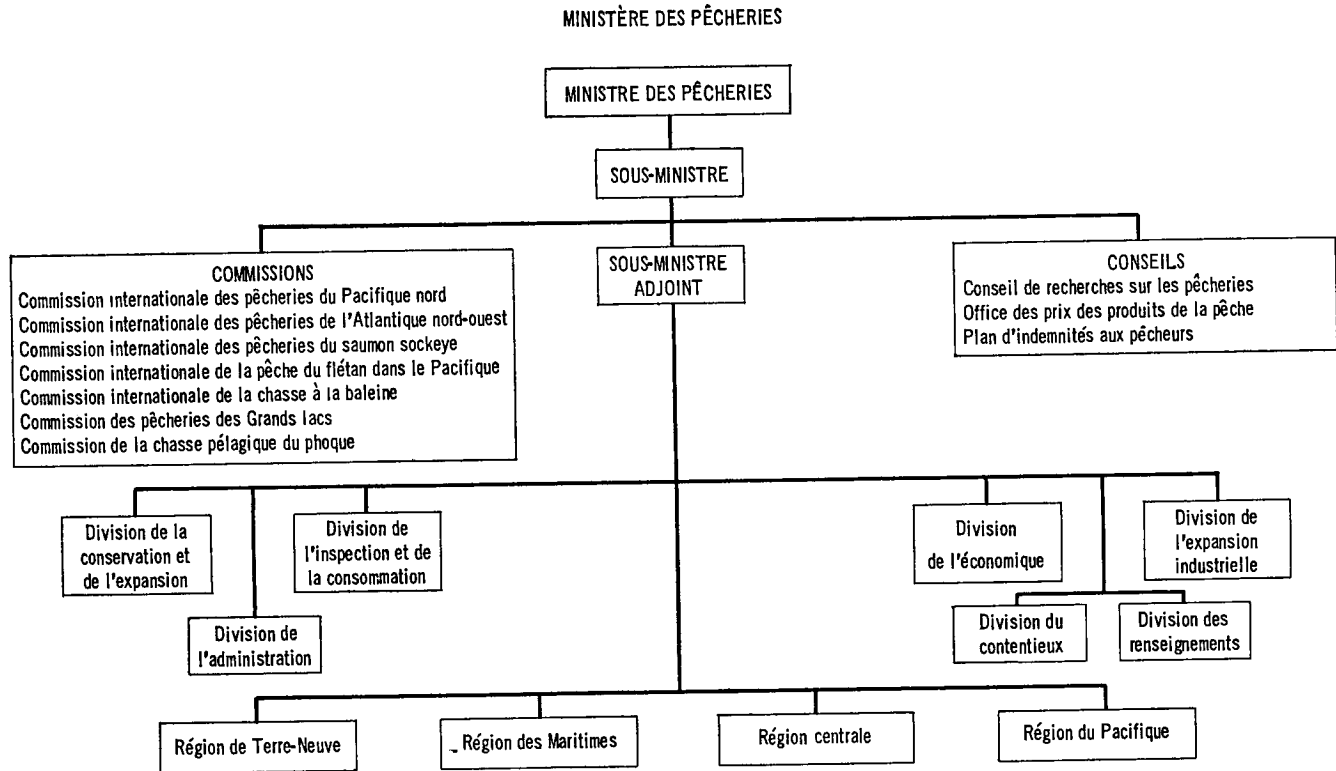 MINISTÈRE DES PÊCHERIES
MINISTRE DES PÊCHERIES
SOUS-MINISTRE
COMMISSIONS
Commission internationale des pêcheries du Pacifique nord
Commission internationale des pêcheries de l'Atlantique nord-ouest
Commission internationale des pêcheries du saumon sockeye
Commission internationale de la pêche du flétan dans le Pacifique
Commission internationale de la chasse à la baleine
Commission des pêcheries des Grands lacs
Commission de la chasse pélagique du phoque
SOUS-MINISTRE
ADJOINT
CONSEILS
Conseil de recherches sur les pêcheries
Office des prix des produits de la pêche
Plan d'indemnités aux pêcheurs
Division de la
conservation et
de l'expansion
Division de
l'inspection et de
la consommation
Division
de l'économique
Division de
l'expansion
industrielle
Division de
l'administration
Division du
contentieux
Division des
renseignements
Région de Terre-Neuve
Région des Maritimes
Région centrale
Région du Pacifique